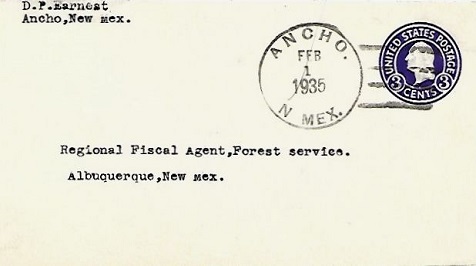 D.P.Earnest
Ancho,New Mex.
ANCHO.
FEB
1
1935
N MEX.
UNITED STATES POSTAGE
3 CENTS 3
Regional Fiscal Agent,Forest service.
Albuquerque,New Mex.